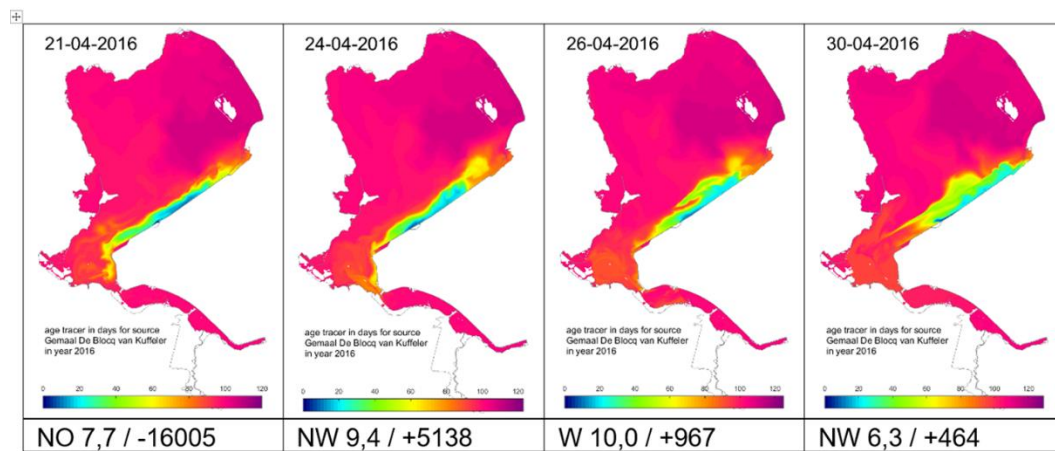 21-04-2016
24-04-2016
26-04-2016
30-04-2016
age tracer in days for source
Gemaal De Blocq van Kuffeler
in year 2016
age tracer in days for source
Gemaal De Blocq van Kuffeler
in year 2016
age tracer in days for source
Gemaal De Blocq van Kuffeler
in year 2016
age tracer in days for source
Gemaal De Blocq van Kuffeler
in year 2016
0 20 40 60 80 100 120
0 20 40 60 80 100 120
0 20 40 60 80 100 120
0 20 40 60 80 100 120
NO 7,7 / -16005
NW 9,4 / +5138
W 10,0 / +967
NW 6,3 / +464